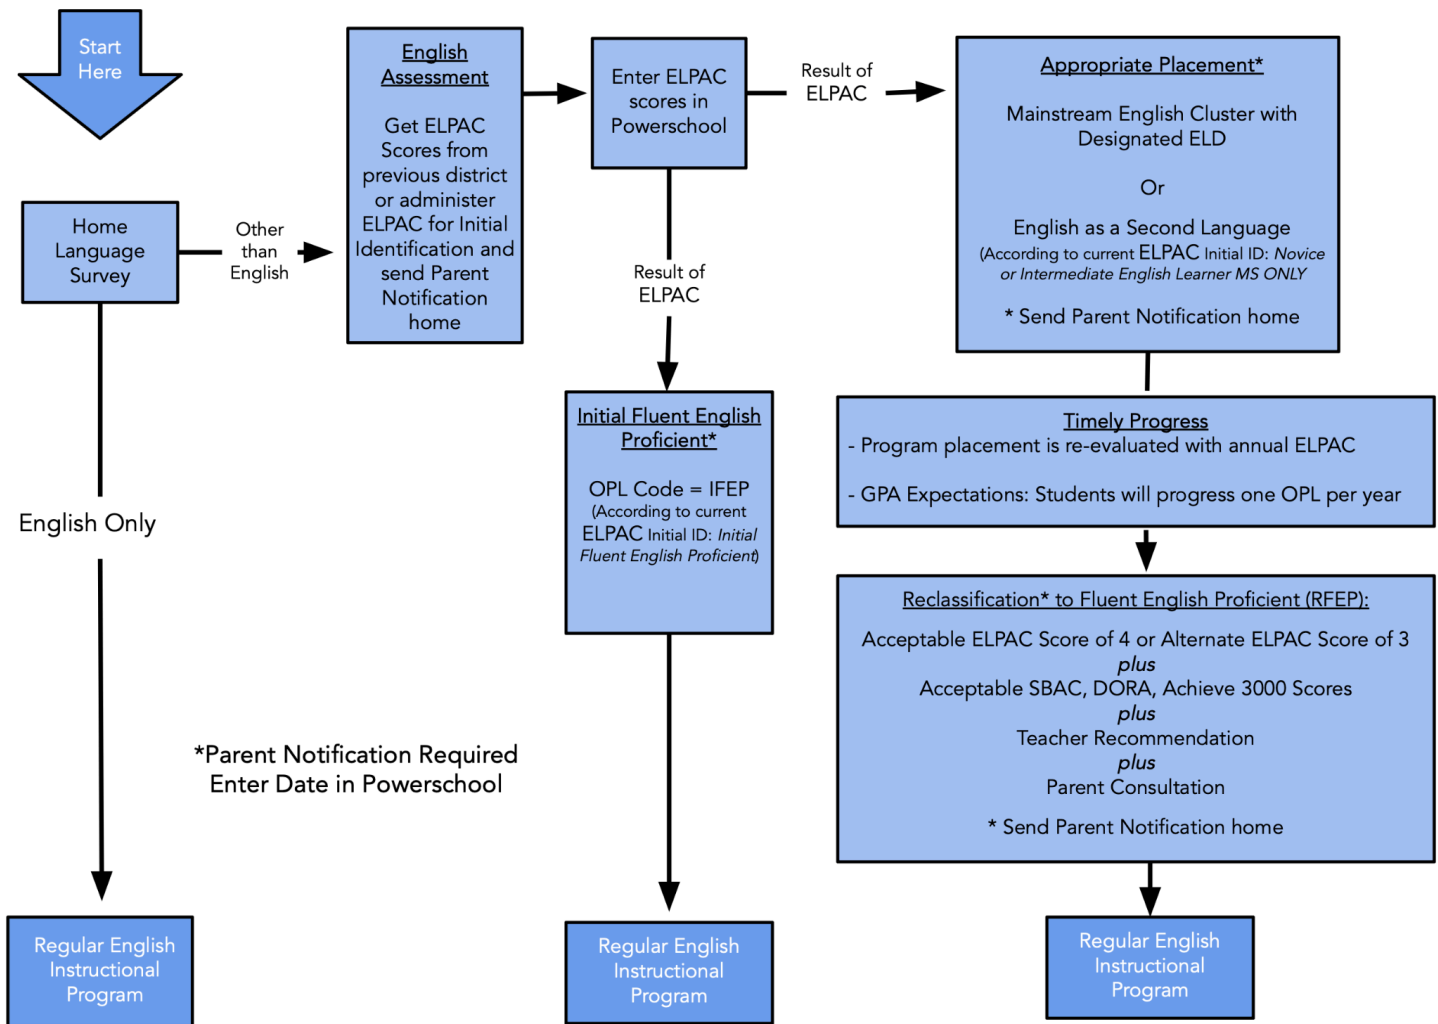 Start
Here
Home
Language
Survey
Other
than
English
English Only
Regular English
Instructional
Program
English
Assessment
Get ELPAC
Scores from
previous district
or administer
ELPAC for Initial
Identification and
send Parent
Notification
home
Enter ELPAC
scores in
Powerschool
Result of
ELPAC
Result of
ELPAC
Initial Fluent English
Proficient*
OPL Code = IFEP
(According to current
ELPAC Initial ID: Initial
Fluent English Proficient)
Regular English
Instructional
Program
Appropriate Placement*
Mainstream English Cluster with
Designated ELD
Or
English as a Second Language
(According to current ELPAC Initial ID: Novice
or Intermediate English Learner MS ONLY
* Send Parent Notification home
Timely Progress
- Program placement is re-evaluated with annual ELPAC
- GPA Expectations: Students will progress one OPL per year
Reclassification* to Fluent English Proficient (RFEP):
Acceptable ELPAC Score of 4 or Alternate ELPAC Score of 3
plus
Acceptable SBAC, DORA, Achieve 3000 Scores
plus
Teacher Recommendation
plus
Parent Consultation
* Send Parent Notification home
Regular English
Instructional
Program
*Parent Notification Required
Enter Date in Powerschool